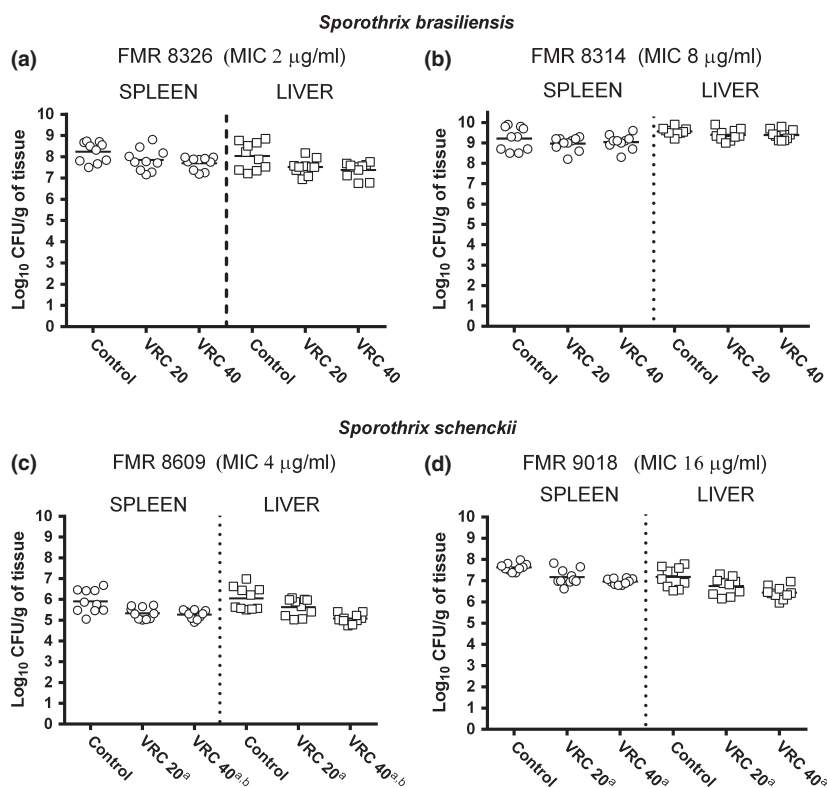 Sporothrix brasiliensis
(a)
FMR 8326 (MIC 2 µg/ml)
SPLEEN LIVER
Log10 CFU/g of tissue
10
9
8
7
6
5
4
3
2
1
0
Control VRC 20 VRC 40 Control VRC 20 VRC 40
(b)
FMR 8314 (MIC 8 µg/ml)
SPLEEN LIVER
Log10 CFU/g of tissue
10
9
8
7
6
5
4
3
2
1
0
Control VRC 20 VRC 40 Control VRC 20 VRC 40
Sporothrix schenckii
(c)
FMR 8609 (MIC 4 µg/ml)
SPLEEN LIVER
Log10 CFU/g of tissue
10
9
8
7
6
5
4
3
2
1
0
Control VRC 20a VRC 40a,b Control VRC 20a VRC 40a,b
(d)
FMR 9018 (MIC 16 µg/ml)
SPLEEN LIVER
Log10 CFU/g of tissue
10
9
8
7
6
5
4
3
2
1
0
Control VRC 20a VRC 40a Control VRC 20a VRC 40a